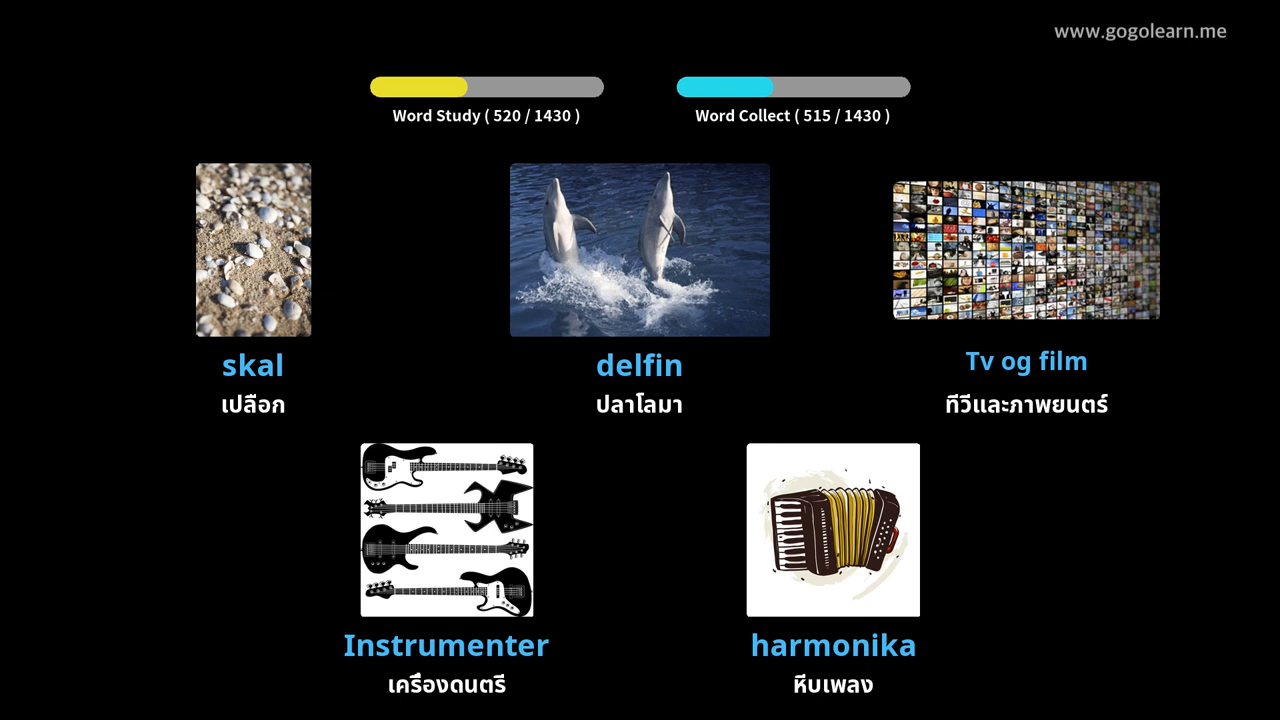 www.gogolearn.me
Word Study ( 520 / 1430 )
Word Collect ( 515 / 1430 )
skal
delfin
Tv og film
เปลือก
ปลาโลมา
ทีวีและภาพยนตร์
Instrumenter
harmonika
เครื่องดนตรี
หีบเพลง